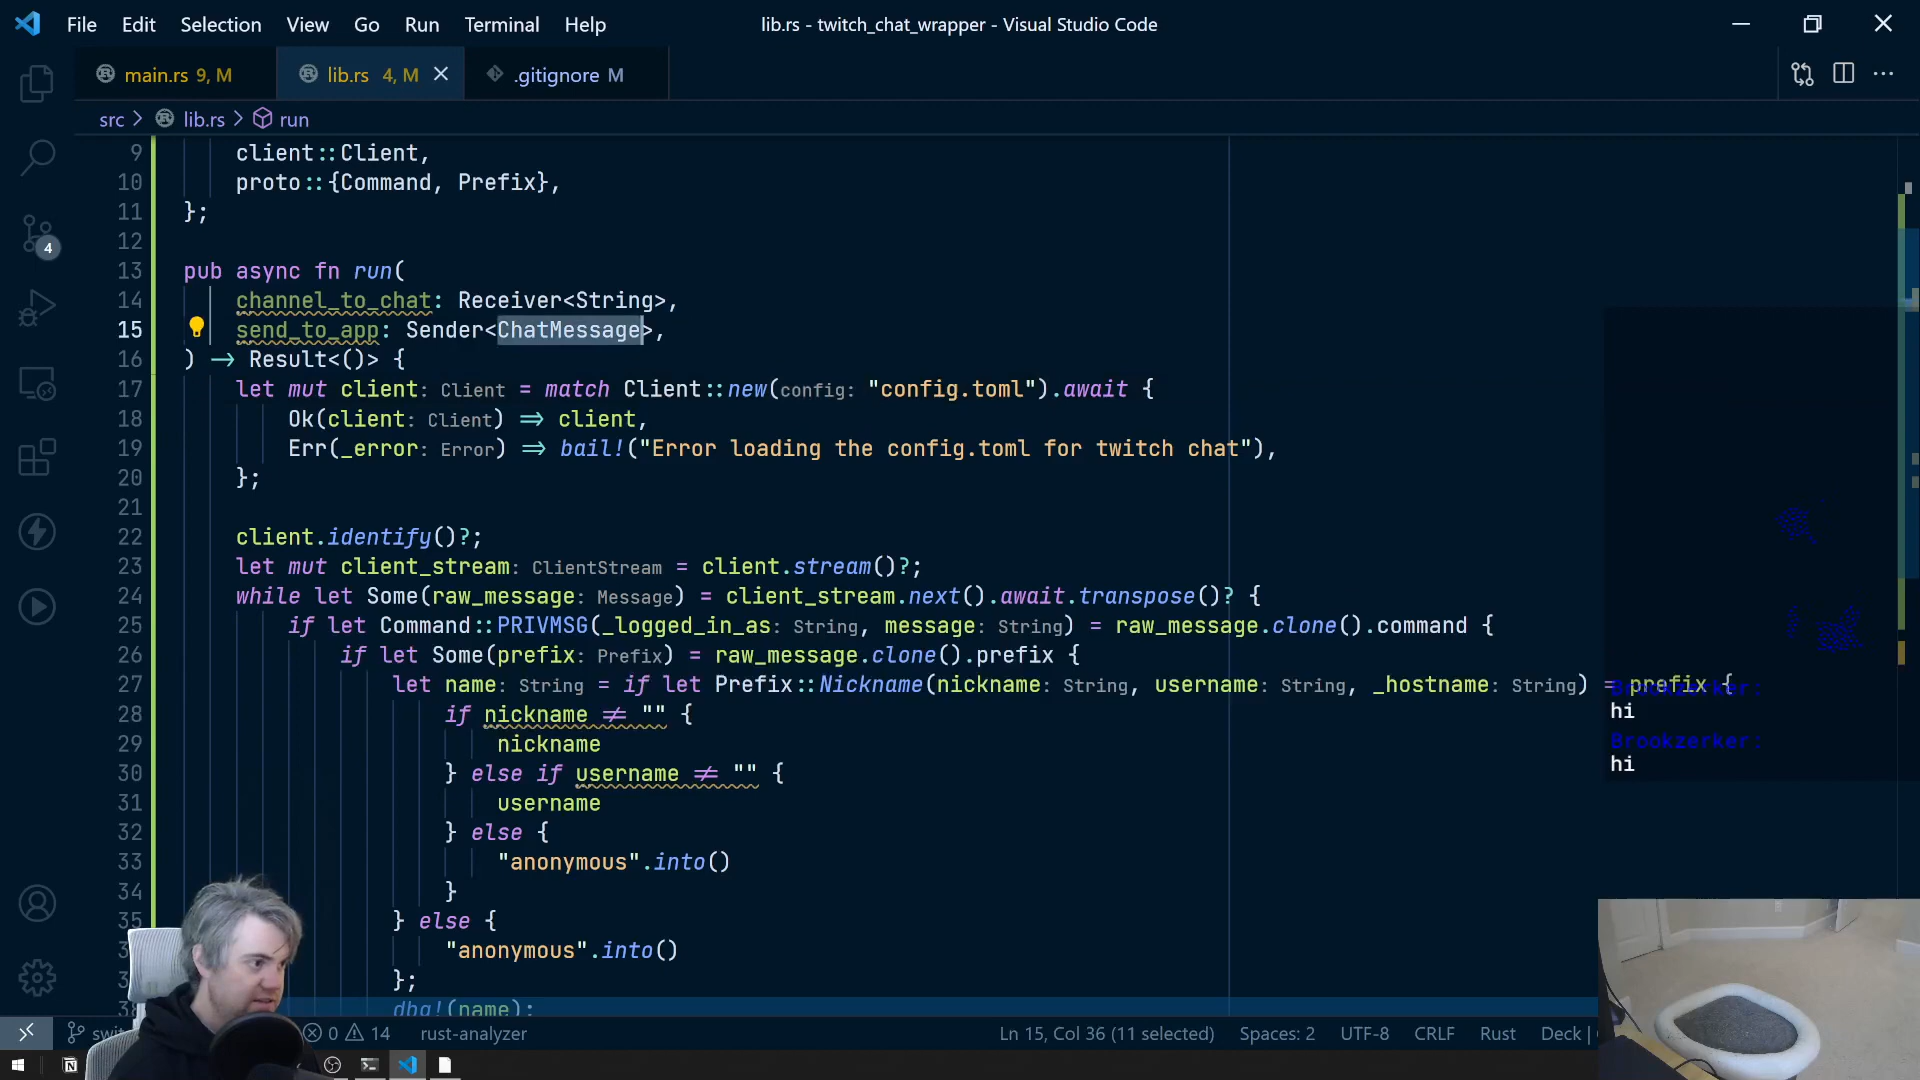 File Edit Selection View Go Run Terminal Help
lib.rs - twitch_chat_wrapper - Visual Studio Code
main.rs 9, M
lib.rs 4, M
.gitignore M
src > lib.rs > run
4
9 client::Client,
10 proto::{Command, Prefix},
11 };
12
13 pub async fn run(
14 channel_to_chat: Receiver<String>,
15 send_to_app: Sender<ChatMessage>,
16 ) -> Result<()> {
17 let mut client: Client = match Client::new(config: "config.toml").await {
18 Ok(client: Client) => client,
19 Err(_error: Error) => bail!("Error loading the config.toml for twitch chat"),
20 };
21
22 client.identify()?;
23 let mut client_stream: ClientStream = client.stream()?;
24 while let Some(raw_message: Message) = client_stream.next().await.transpose()? {
25 if let Command::PRIVMSG(_logged_in_as: String, message: String) = raw_message.clone().command {
26 if let Some(prefix: Prefix) = raw_message.clone().prefix {
27 let name: String = if let Prefix::Nickname(nickname: String, username: String, _hostname: String) = prefix {
28 if nickname != "" {
29 nickname
30 } else if username != "" {
31 username
32 } else {
33 "anonymous".into()
34 }
35 } else {
"anonymous".into()
};
dbg!(name);
Brookzerker:
hi
Brookzerker:
hi
0 14 rust-analyzer Ln 15, Col 36 (11 selected) Spaces: 2 UTF-8 CRLF Rust Deck